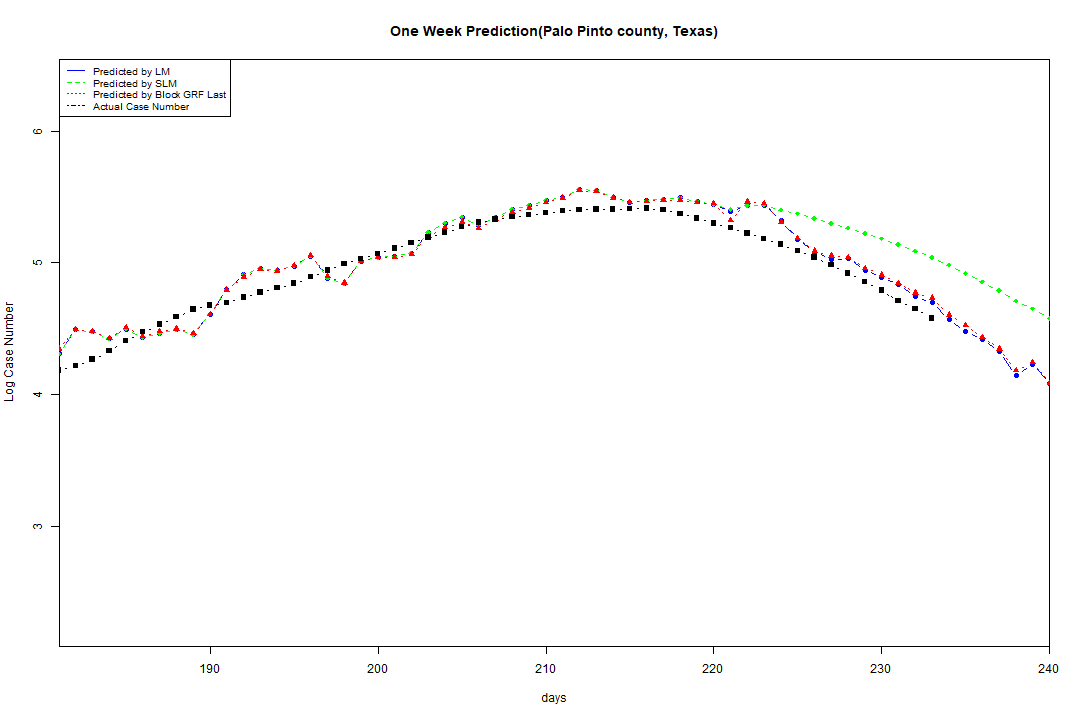 One Week Prediction(Palo Pinto county, Texas)
Predicted by LM
Predicted by SLM
Predicted by Block GRF Last
Actual Case Number
6
5
4
3
Log Case Number
190 200 210 220 230 240
days